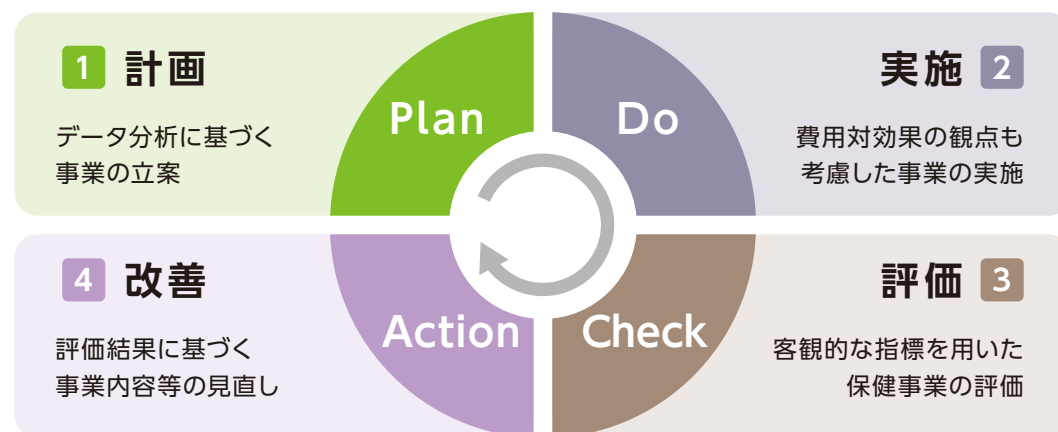 1 計画
データ分析に基づく
事業の立案
Plan
Do
実施 2
費用対効果の観点も
考慮した事業の実施
4 改善
評価結果に基づく
事業内容等の見直し
Action
Check
評価 3
客観的な指標を用いた
保健事業の評価